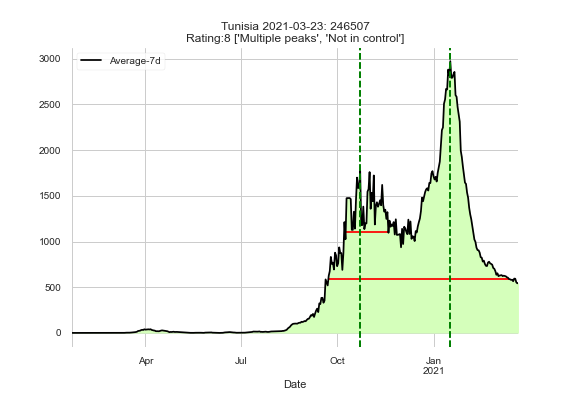 Tunisia 2021-03-23: 246507
Rating:8 ['Multiple peaks', 'Not in control']
Average-7d
3000
2500
2000
1500
1000
500
0
Apr
Jul
Oct
Jan
2021
Date